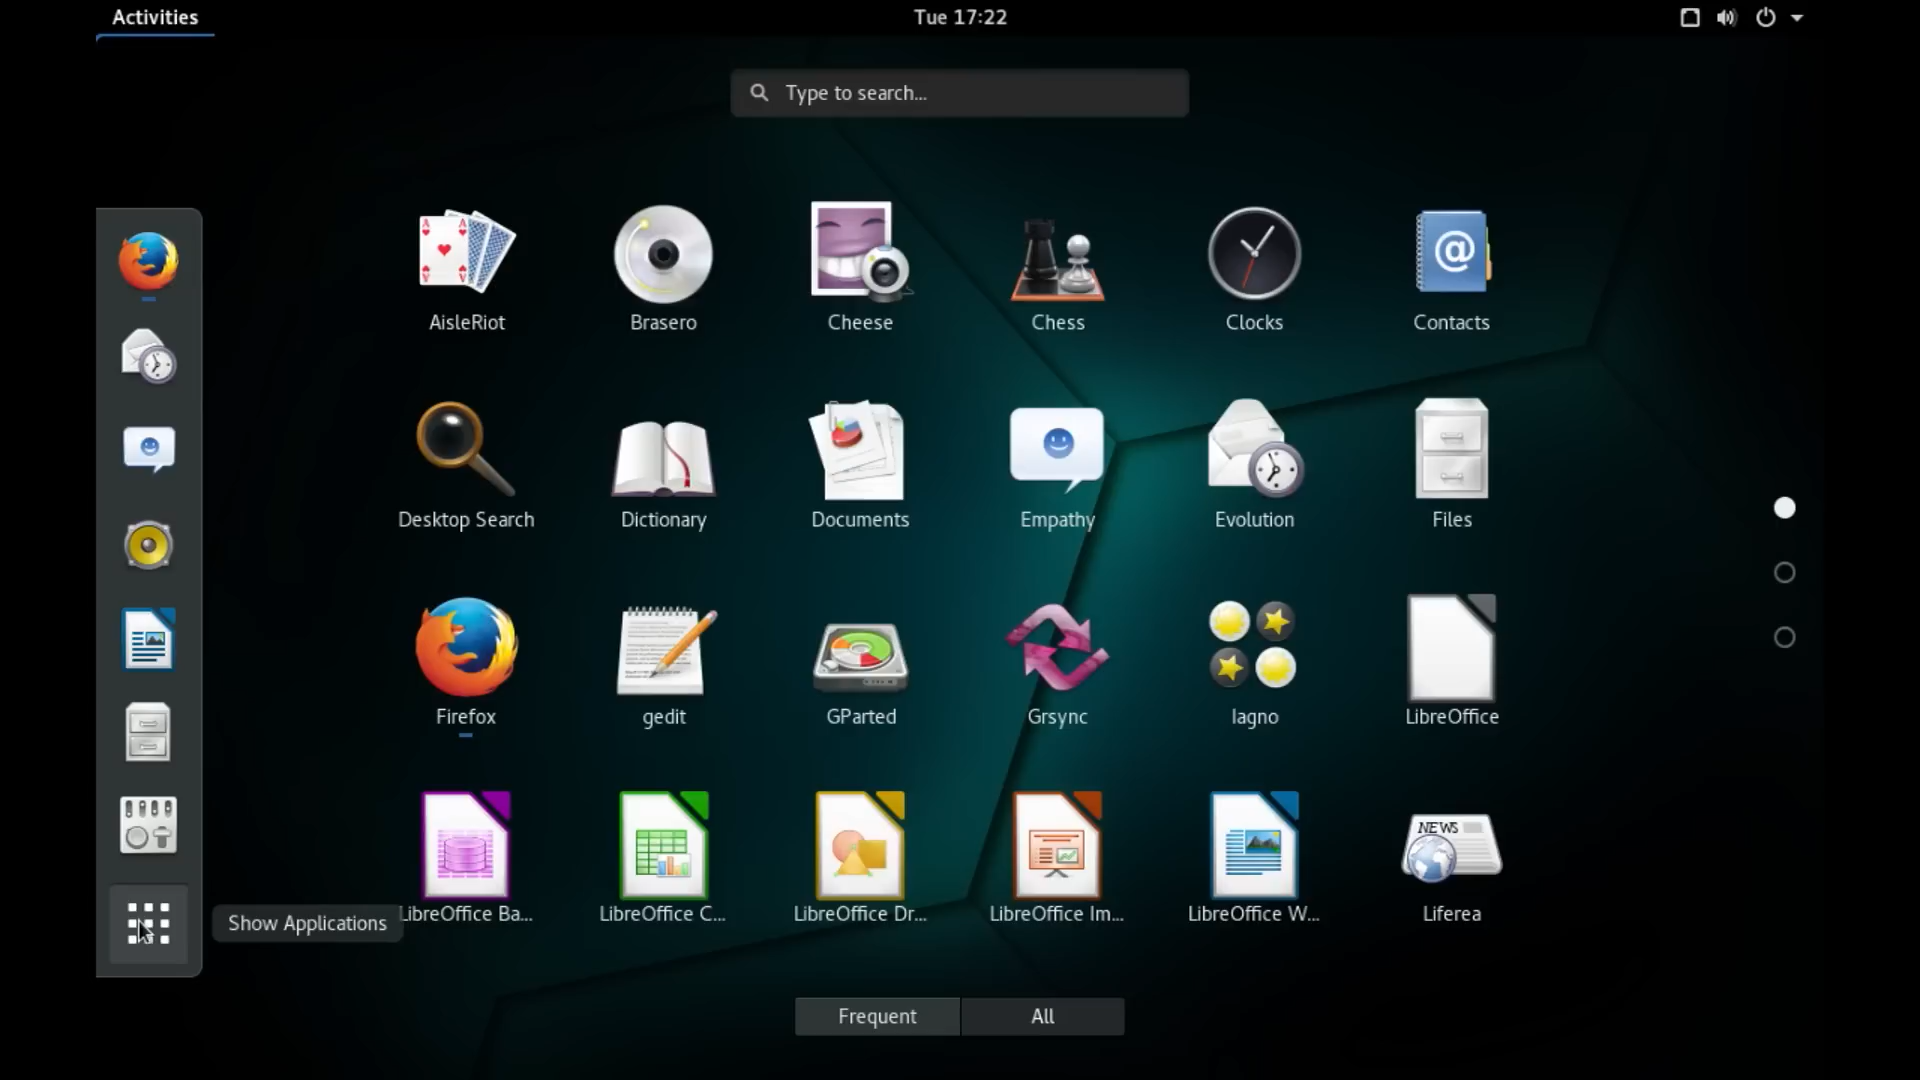 Activities
Tue 17:22
Type to search...
AisleRiot
Brasero
Cheese
Chess
Clocks
Contacts
Desktop Search
Dictionary
Documents
Empathy
Evolution
Files
Firefox
gedit
GParted
Grsync
Iagno
LibreOffice
NEWS
Show Applications
LibreOffice Ba...
LibreOffice C...
LibreOffice Dr...
LibreOffice Im...
LibreOffice W...
Liferea
Frequent
All